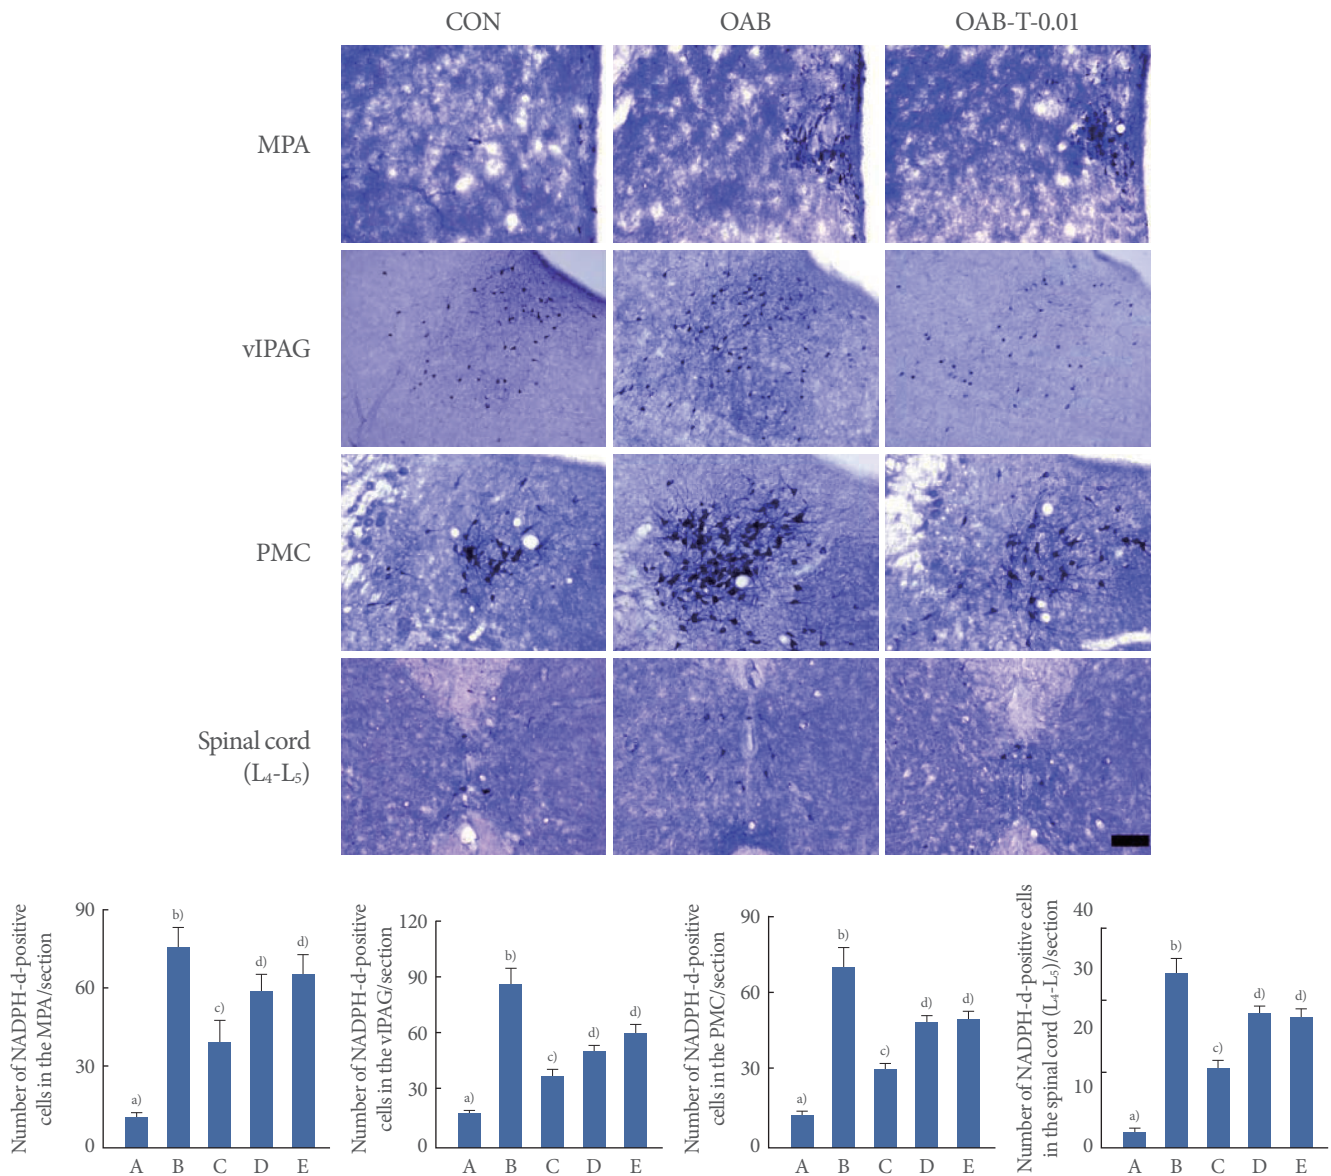 CON OAB OAB-T-0.01
MPA
vIPAG
PMC
Spinal cord
(L4-L5)
Number of NADPH-d-positive
cells in the MPA/section
90
60
30
0
a) b) c) d) d)
A B C D E
Number of NADPH-d-positive
cells in the vIPAG/section
120
90
60
30
0
a) b) c) d) d)
A B C D E
Number of NADPH-d-positive
cells in the PMC/section
90
60
30
0
a) b) c) d) d)
A B C D E
Number of NADPH-d-positive cells
in the spinal cord (L4-L5)/section
40
30
20
10
0
a) b) c) d) d)
A B C D E